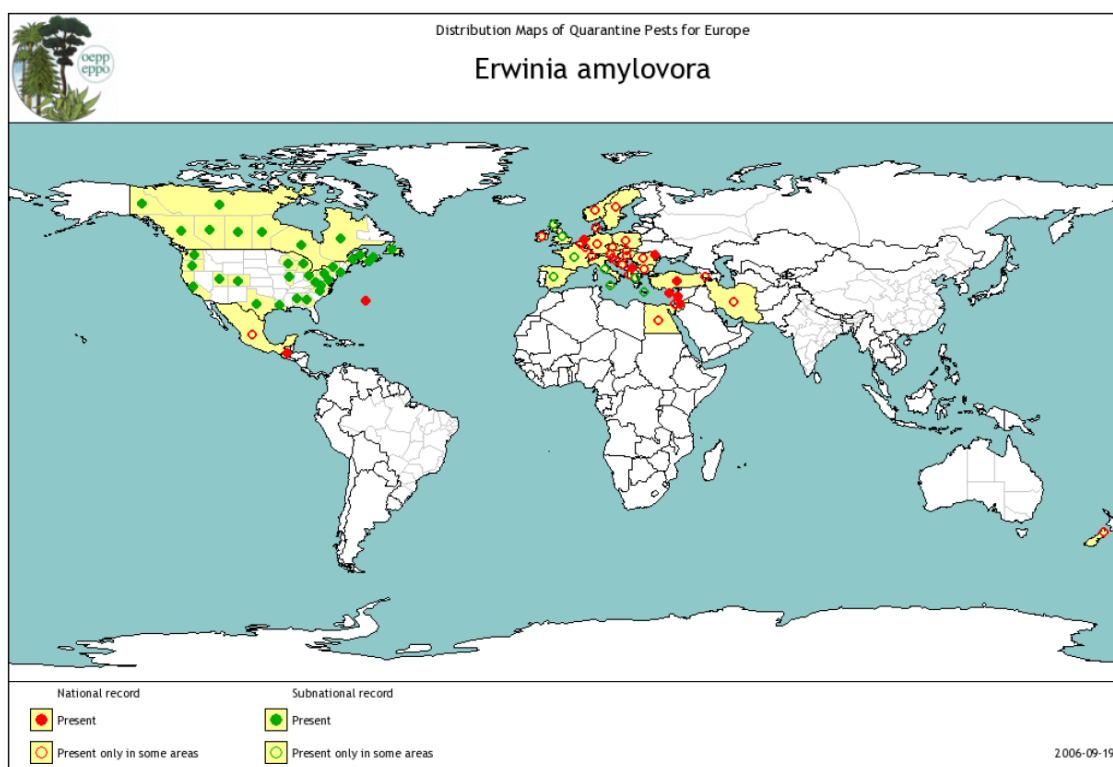 oepp
eppo
Distribution Maps of Quarantine Pests for Europe
Erwinia amylovora
National record
Subnational record
Present
Present
Present only in some areas
Present only in some areas
2006-09-19